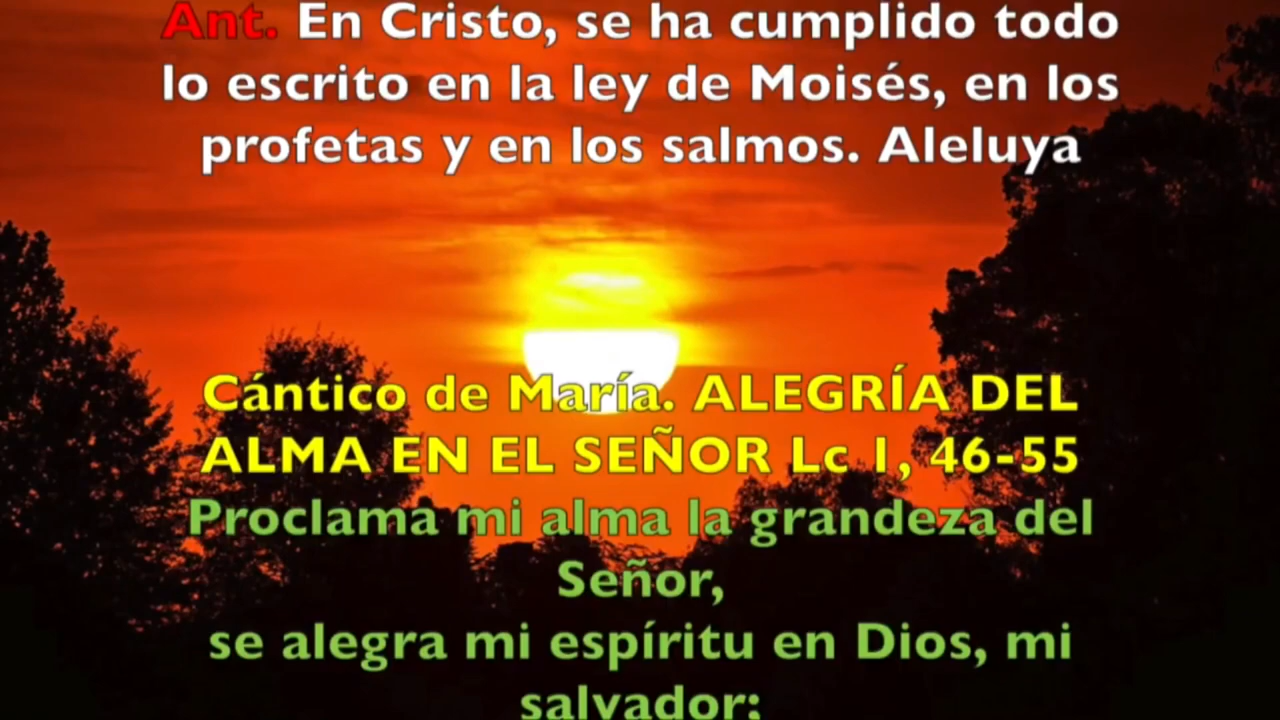 Ant. En Cristo, se ha cumplido todo
lo escrito en la ley de Moisés, en los
profetas y en los salmos. Aleluya
Cántico de María. ALEGRÍA DEL
ALMA EN EL SEÑOR Lc 1, 46-55
Proclama mi alma la grandeza del
Señor,
se alegra mi espíritu en Dios, mi
salvador: